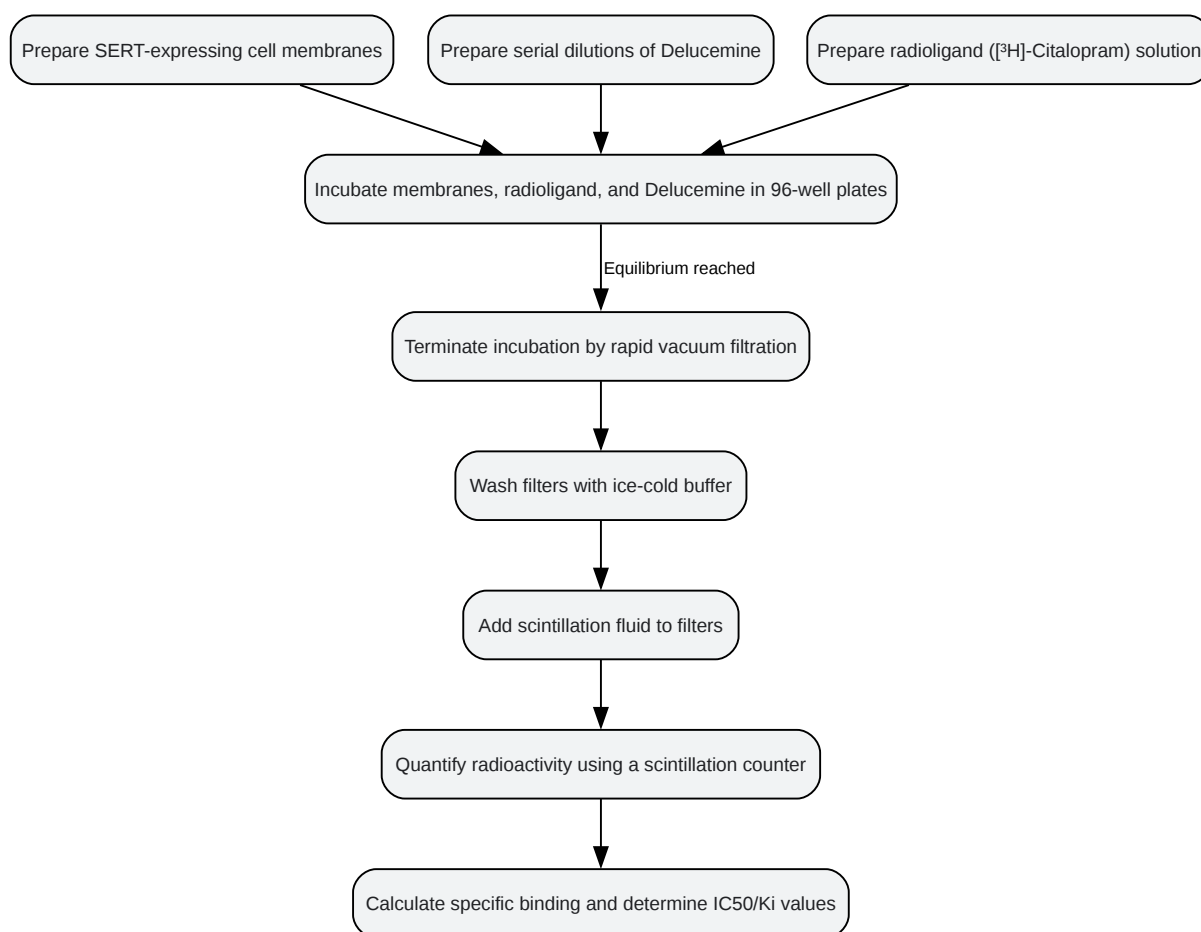 Prepare SERT-expressing cell membranes
Prepare serial dilutions of Delucemine
Prepare radioligand ([³H]-Citalopram) solution
Incubate membranes, radioligand, and Delucemine in 96-well plates
Equilibrium reached
Terminate incubation by rapid vacuum filtration
Wash filters with ice-cold buffer
Add scintillation fluid to filters
Quantify radioactivity using a scintillation counter
Calculate specific binding and determine IC50/Ki values